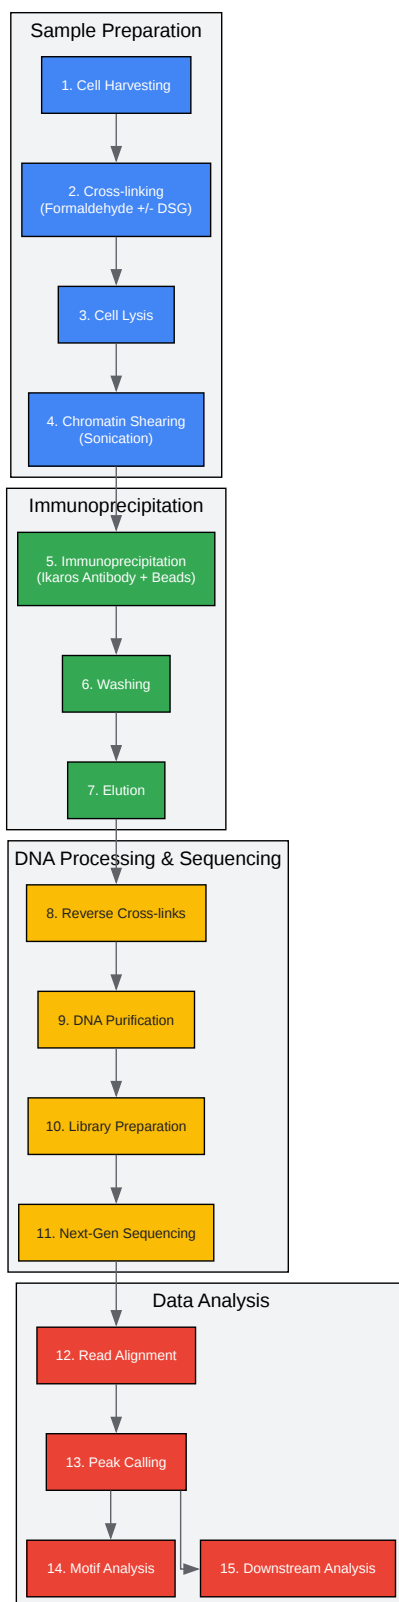 Sample Preparation
1. Cell Harvesting
2. Cross-linking
(Formaldehyde +/- DSG)
3. Cell Lysis
4. Chromatin Shearing
(Sonication)
Immunoprecipitation
5. Immunoprecipitation
(Ikaros Antibody + Beads)
6. Washing
7. Elution
DNA Processing & Sequencing
8. Reverse Cross-links
9. DNA Purification
10. Library Preparation
11. Next-Gen Sequencing
Data Analysis
12. Read Alignment
13. Peak Calling
14. Motif Analysis
15. Downstream Analysis